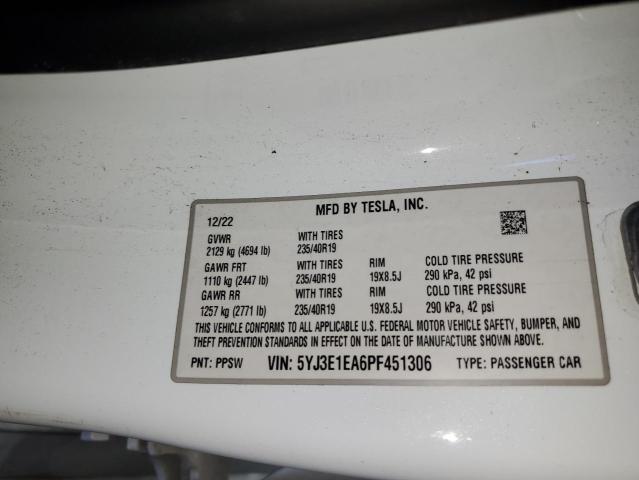 MFD BY TESLA, INC.
12/22
GVWR WITH TIRES
2129 kg (4694 lb) 235/40R19
GAWR FRT WITH TIRES RIM COLD TIRE PRESSURE
1110 kg (2447 lb) 235/40R19 19X8.5J 290 kPa, 42 psi
GAWR RR WITH TIRES RIM COLD TIRE PRESSURE
1257 kg (2771 lb) 235/40R19 19X8.5J 290 kPa, 42 psi
THIS VEHICLE CONFORMS TO ALL APPLICABLE U.S. FEDERAL MOTOR VEHICLE SAFETY, BUMPER, AND
THEFT PREVENTION STANDARDS IN EFFECT ON THE DATE OF MANUFACTURE SHOWN ABOVE.
PNT: PPSW VIN: 5YJ3E1EA6PF451306 TYPE: PASSENGER CAR